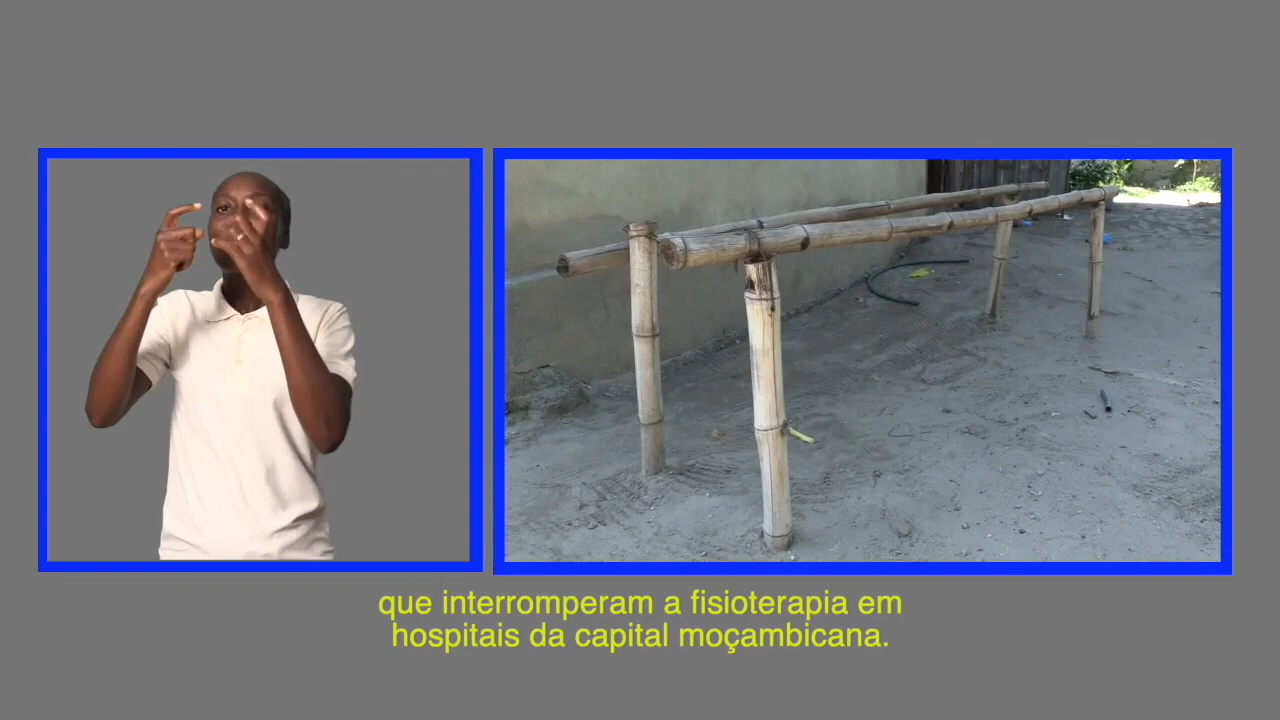 que interromperam a fisioterapia em
hospitais da capital moçambicana.